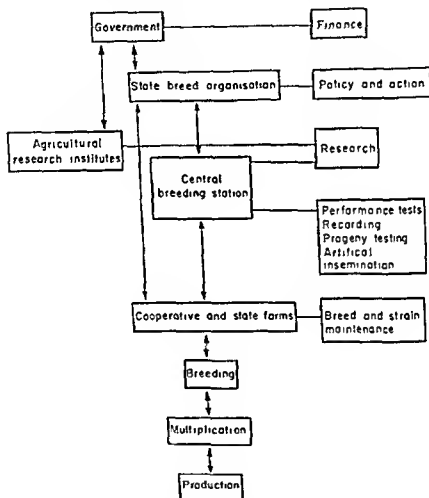 Government
Finance
State breed organisation
Policy and action
Agricultural
research institutes
Research
Central
breeding station
Performance tests
Recording
Progeny testing
Artifical
insemination
Cooperative and state farms
Breed and strain
maintenance
Breeding
Multiplication
Production